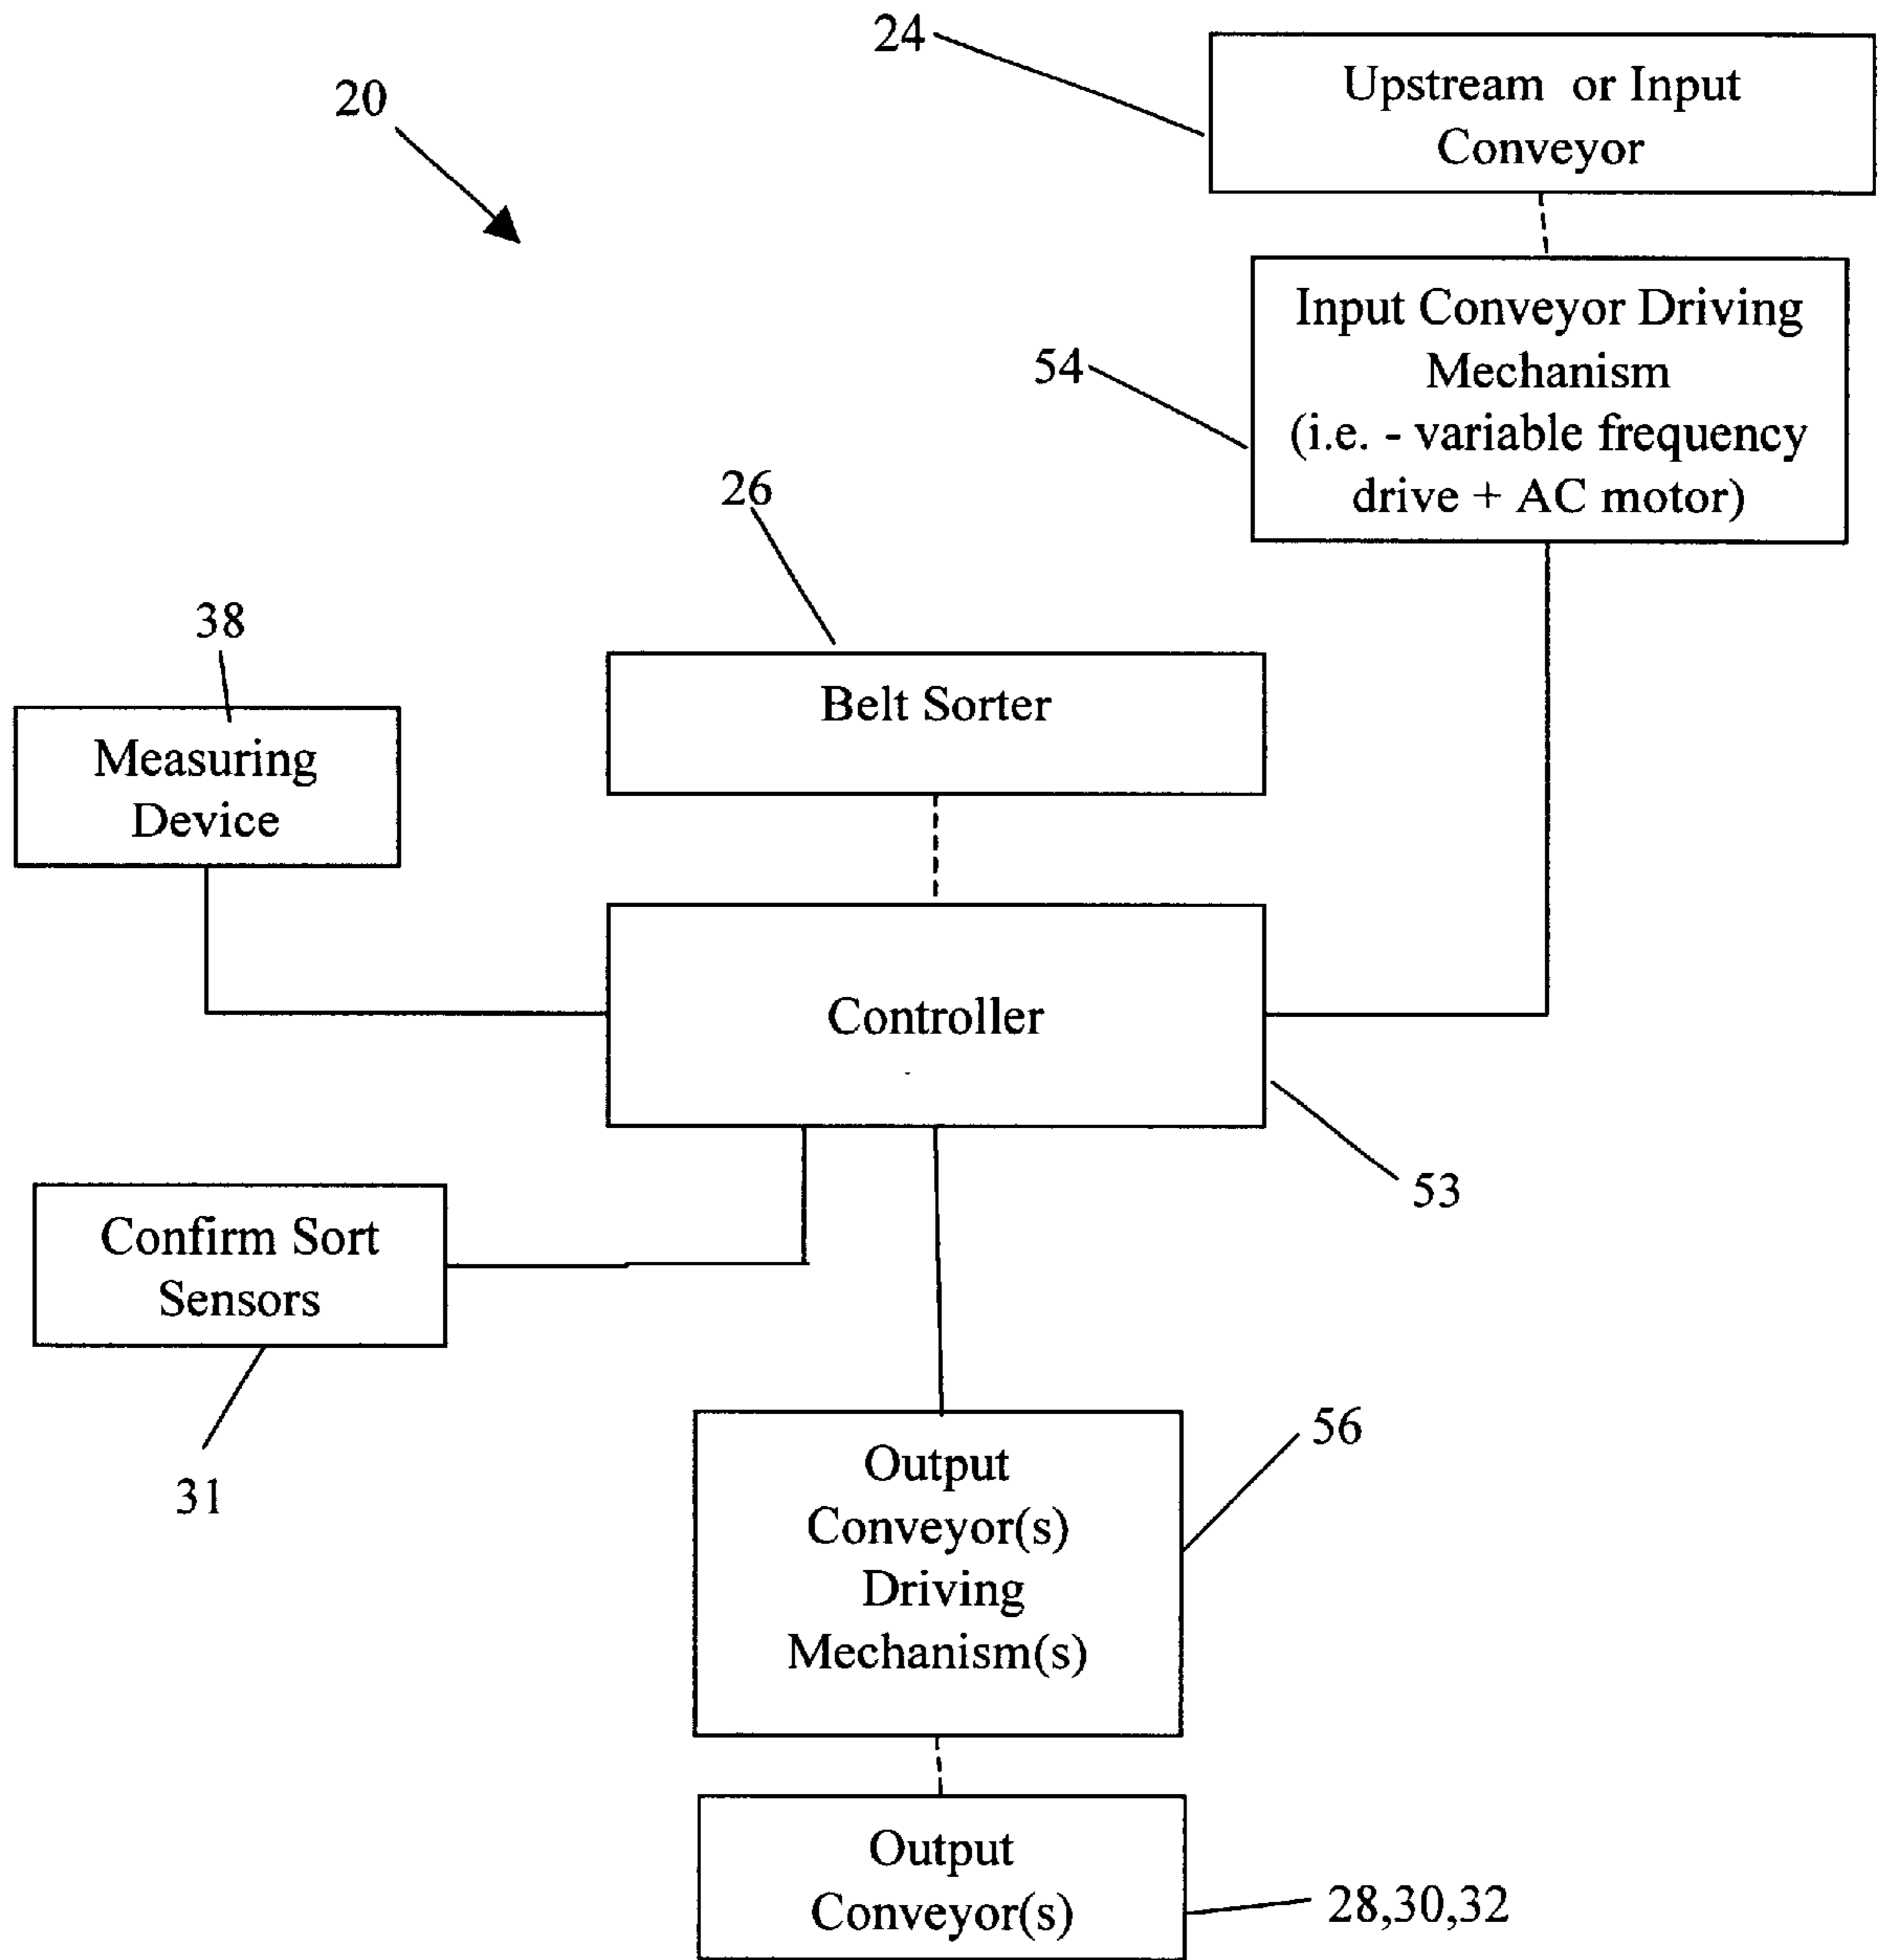 24
Upstream or Input
Conveyor
20
Input Conveyor Driving
Mechanism
(i.e. - variable frequency
drive + AC motor)
54
26
38
Belt Sorter
Measuring
Device
Controller
53
Confirm Sort
Sensors
31
Output
Conveyor(s)
Driving
Mechanism(s)
56
Output
Conveyor(s)
28,30,32